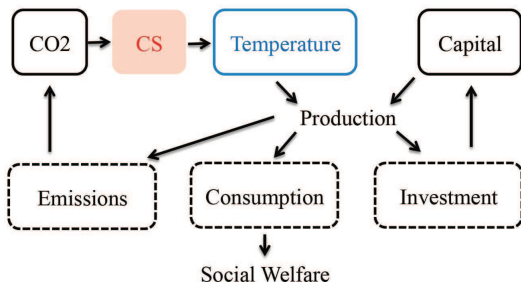 CO2
CS
Temperature
Capital
Production
Emissions
Consumption
Investment
Social Welfare